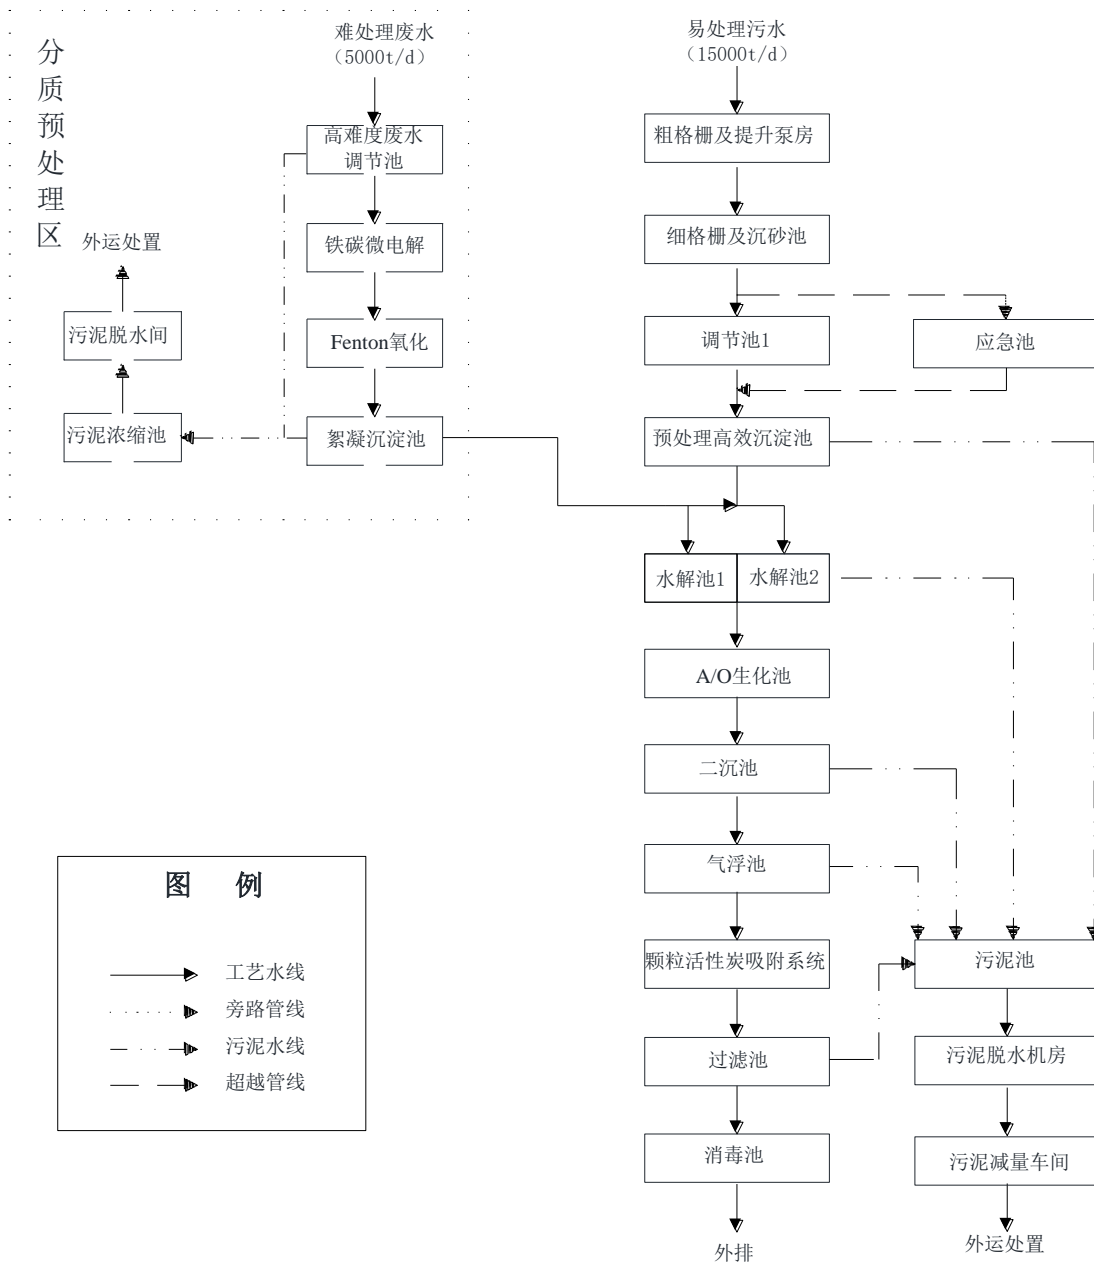 分质预处理区
难处理废水
（5000t/d）
高难度废水
调节池
铁碳微电解
Fenton氧化
絮凝沉淀池
外运处置
污泥脱水间
污泥浓缩池
易处理污水
（15000t/d）
粗格栅及提升泵房
细格栅及沉砂池
调节池1
应急池
预处理高效沉淀池
水解池1
水解池2
A/O生化池
二沉池
气浮池
颗粒活性炭吸附系统
过滤池
消毒池
外排
污泥池
污泥脱水机房
污泥减量车间
外运处置
图 例
工艺水线
旁路管线
污泥水线
超越管线